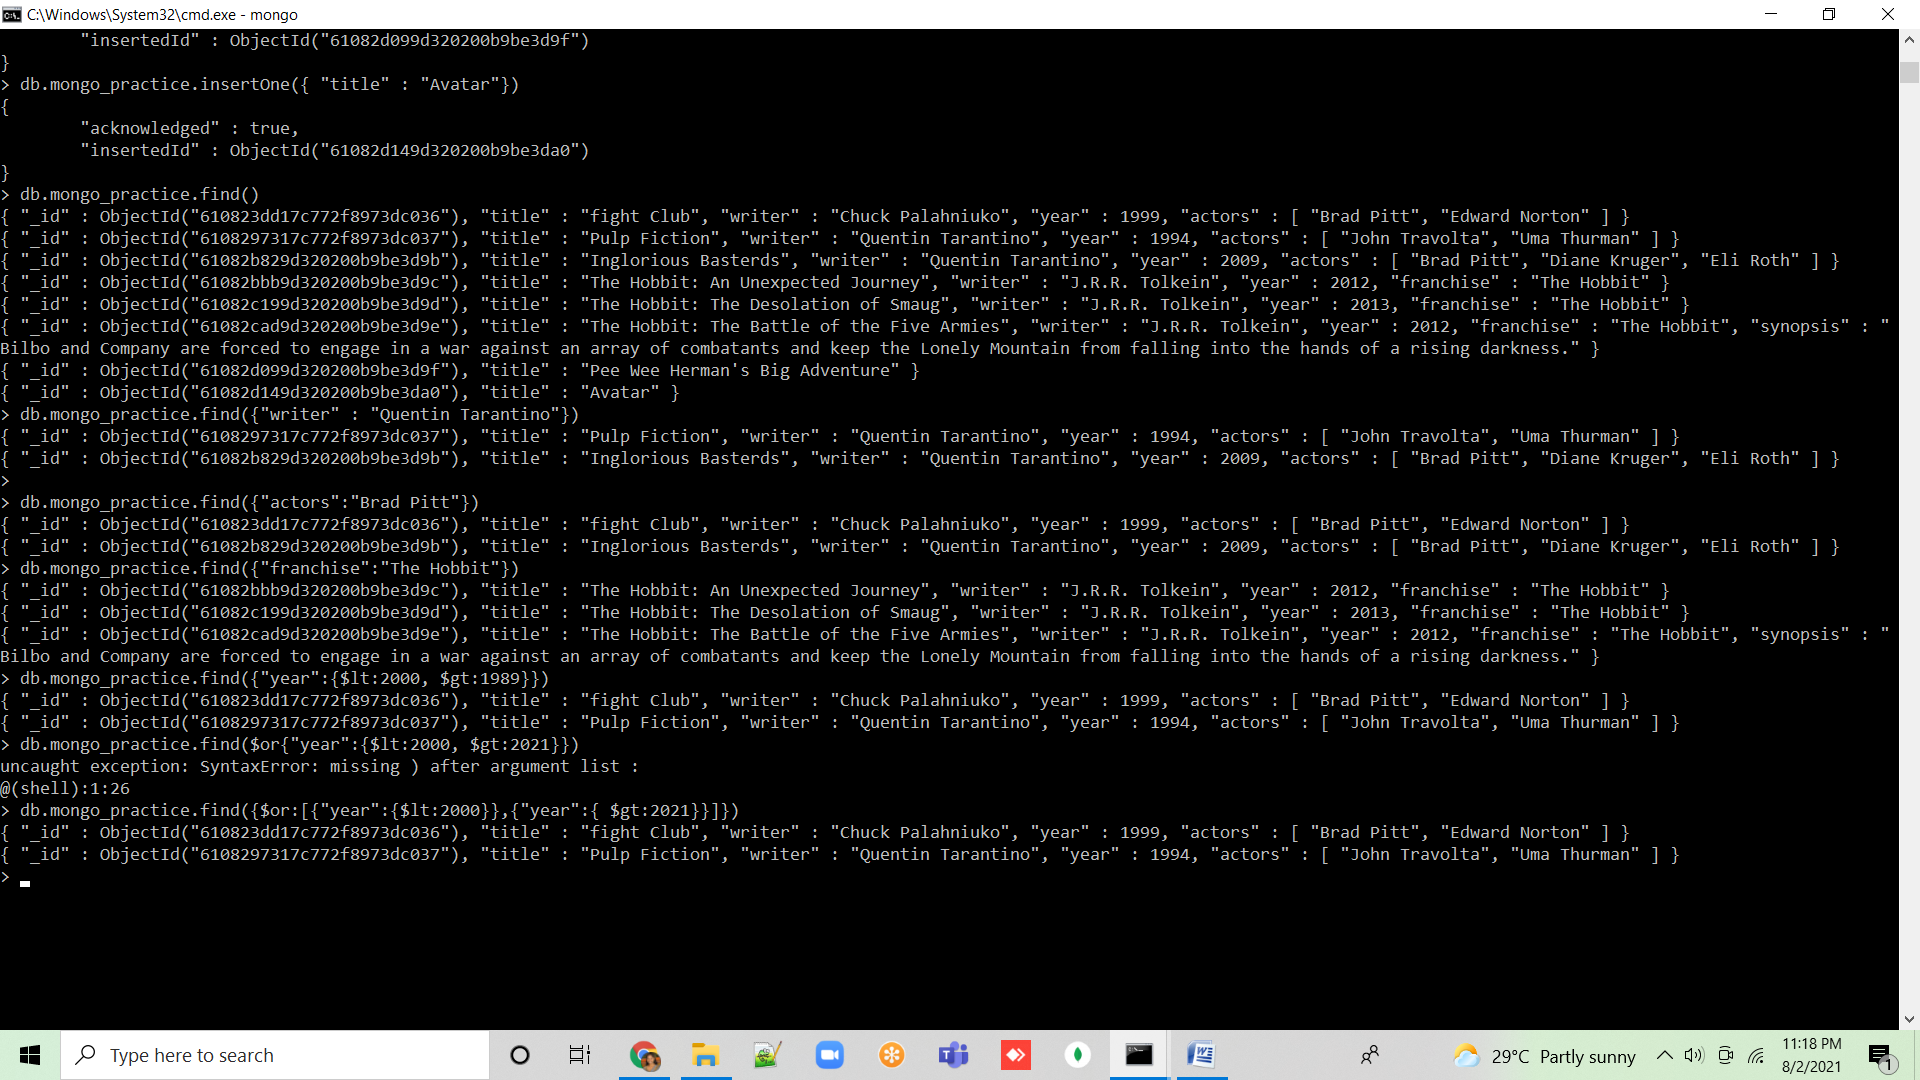 C:\Windows\System32\cmd.exe - mongo
"insertedId" : ObjectId("61082d099d320200b9be3d9f")
}
> db.mongo_practice.insertOne({ "title" : "Avatar"})
{
"acknowledged" : true,
"insertedId" : ObjectId("61082d149d320200b9be3da0")
}
> db.mongo_practice.find()
{ "_id" : ObjectId("610823dd17c772f8973dc036"), "title" : "fight Club", "writer" : "Chuck Palahniuko", "year" : 1999, "actors" : [ "Brad Pitt", "Edward Norton" ] }
{ "_id" : ObjectId("6108297317c772f8973dc037"), "title" : "Pulp Fiction", "writer" : "Quentin Tarantino", "year" : 1994, "actors" : [ "John Travolta", "Uma Thurman" ] }
{ "_id" : ObjectId("61082b829d320200b9be3d9b"), "title" : "Inglorious Basterds", "writer" : "Quentin Tarantino", "year" : 2009, "actors" : [ "Brad Pitt", "Diane Kruger", "Eli Roth" ] }
{ "_id" : ObjectId("61082bbb9d320200b9be3d9c"), "title" : "The Hobbit: An Unexpected Journey", "writer" : "J.R.R. Tolkein", "year" : 2012, "franchise" : "The Hobbit" }
{ "_id" : ObjectId("61082c199d320200b9be3d9d"), "title" : "The Hobbit: The Desolation of Smaug", "writer" : "J.R.R. Tolkein", "year" : 2013, "franchise" : "The Hobbit" }
{ "_id" : ObjectId("61082cad9d320200b9be3d9e"), "title" : "The Hobbit: The Battle of the Five Armies", "writer" : "J.R.R. Tolkein", "year" : 2012, "franchise" : "The Hobbit", "synopsis" : "
Bilbo and Company are forced to engage in a war against an array of combatants and keep the Lonely Mountain from falling into the hands of a rising darkness." }
{ "_id" : ObjectId("61082d099d320200b9be3d9f"), "title" : "Pee Wee Herman's Big Adventure" }
{ "_id" : ObjectId("61082d149d320200b9be3da0"), "title" : "Avatar" }
> db.mongo_practice.find({"writer" : "Quentin Tarantino"})
{ "_id" : ObjectId("6108297317c772f8973dc037"), "title" : "Pulp Fiction", "writer" : "Quentin Tarantino", "year" : 1994, "actors" : [ "John Travolta", "Uma Thurman" ] }
{ "_id" : ObjectId("61082b829d320200b9be3d9b"), "title" : "Inglorious Basterds", "writer" : "Quentin Tarantino", "year" : 2009, "actors" : [ "Brad Pitt", "Diane Kruger", "Eli Roth" ] }
>
> db.mongo_practice.find({"actors":"Brad Pitt"})
{ "_id" : ObjectId("610823dd17c772f8973dc036"), "title" : "fight Club", "writer" : "Chuck Palahniuko", "year" : 1999, "actors" : [ "Brad Pitt", "Edward Norton" ] }
{ "_id" : ObjectId("61082b829d320200b9be3d9b"), "title" : "Inglorious Basterds", "writer" : "Quentin Tarantino", "year" : 2009, "actors" : [ "Brad Pitt", "Diane Kruger", "Eli Roth" ] }
> db.mongo_practice.find({"franchise":"The Hobbit"})
{ "_id" : ObjectId("61082bbb9d320200b9be3d9c"), "title" : "The Hobbit: An Unexpected Journey", "writer" : "J.R.R. Tolkein", "year" : 2012, "franchise" : "The Hobbit" }
{ "_id" : ObjectId("61082c199d320200b9be3d9d"), "title" : "The Hobbit: The Desolation of Smaug", "writer" : "J.R.R. Tolkein", "year" : 2013, "franchise" : "The Hobbit" }
{ "_id" : ObjectId("61082cad9d320200b9be3d9e"), "title" : "The Hobbit: The Battle of the Five Armies", "writer" : "J.R.R. Tolkein", "year" : 2012, "franchise" : "The Hobbit", "synopsis" : "
Bilbo and Company are forced to engage in a war against an array of combatants and keep the Lonely Mountain from falling into the hands of a rising darkness." }
> db.mongo_practice.find({"year":{$lt:2000, $gt:1989}})
{ "_id" : ObjectId("610823dd17c772f8973dc036"), "title" : "fight Club", "writer" : "Chuck Palahniuko", "year" : 1999, "actors" : [ "Brad Pitt", "Edward Norton" ] }
{ "_id" : ObjectId("6108297317c772f8973dc037"), "title" : "Pulp Fiction", "writer" : "Quentin Tarantino", "year" : 1994, "actors" : [ "John Travolta", "Uma Thurman" ] }
> db.mongo_practice.find($or{"year":{$lt:2000, $gt:2021}})
uncaught exception: SyntaxError: missing ) after argument list :
@(shell):1:26
> db.mongo_practice.find({$or:[{"year":{$lt:2000}},{"year":{ $gt:2021}}]})
{ "_id" : ObjectId("610823dd17c772f8973dc036"), "title" : "fight Club", "writer" : "Chuck Palahniuko", "year" : 1999, "actors" : [ "Brad Pitt", "Edward Norton" ] }
{ "_id" : ObjectId("6108297317c772f8973dc037"), "title" : "Pulp Fiction", "writer" : "Quentin Tarantino", "year" : 1994, "actors" : [ "John Travolta", "Uma Thurman" ] }
>
Type here to search
29°C Partly sunny
11:18 PM
8/2/2021
1